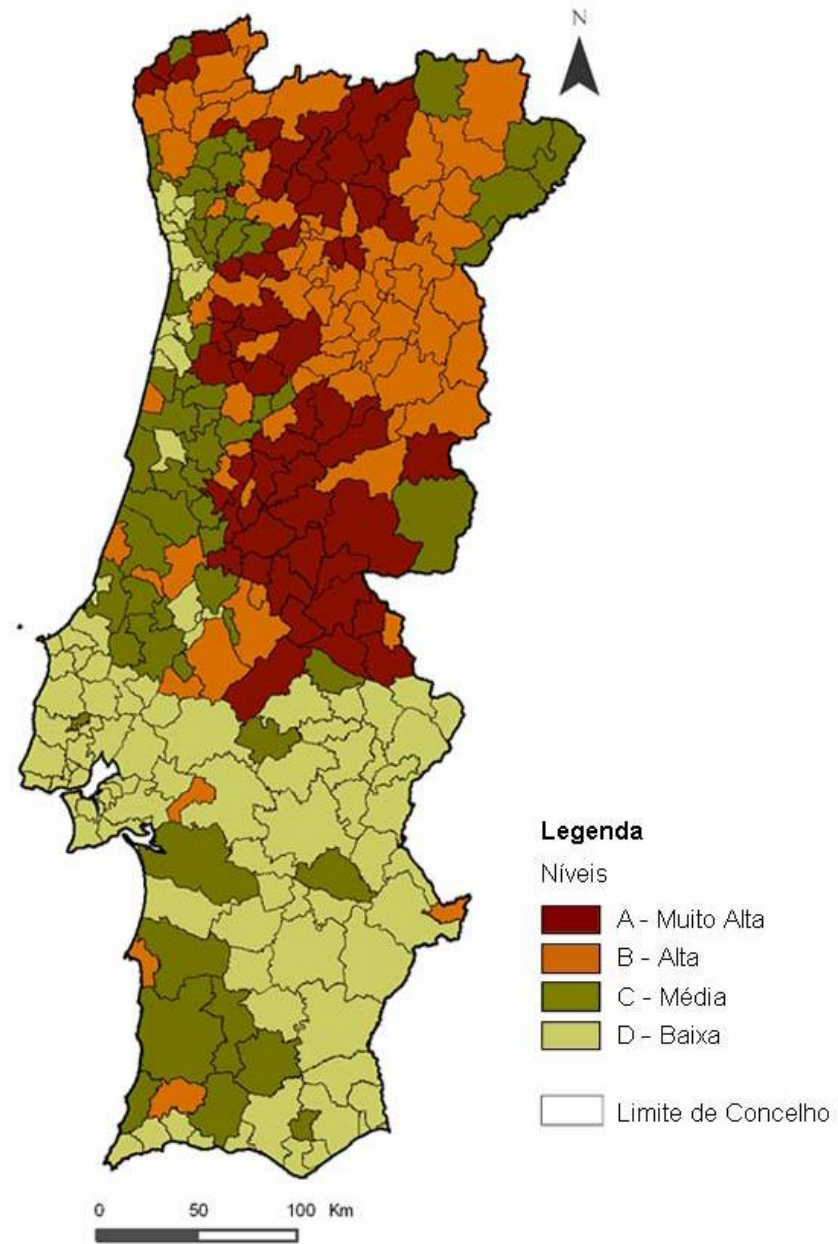 N
Legenda
Níveis
A - Muito Alta
B - Alta
C - Média
D - Baixa
Limite de Concelho
0 50 100 Km